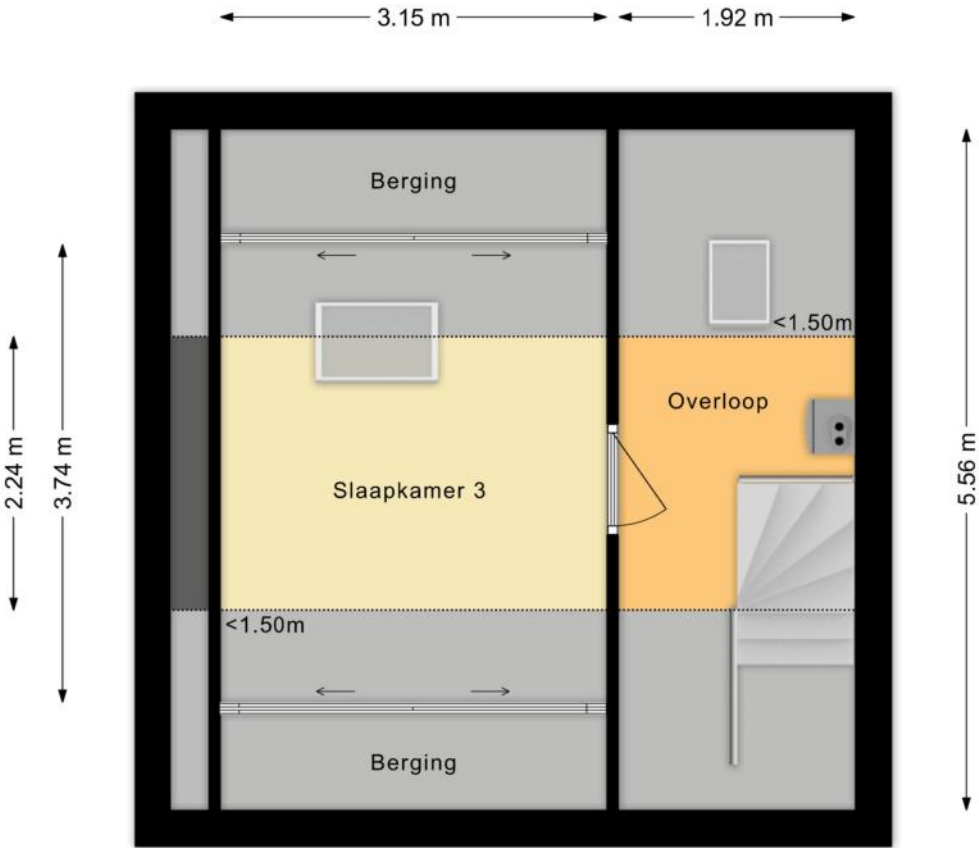 3.15 m
1.92 m
Berging
<1.50m
Overloop
2.24 m
3.74 m
5.56 m
Slaapkamer 3
<1.50m
Berging